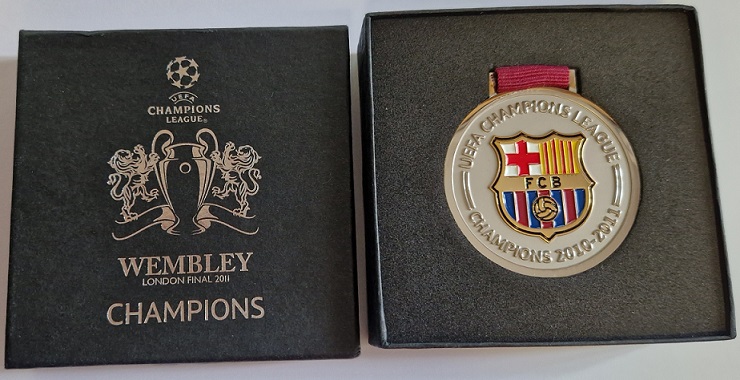 UEFA
CHAMPIONS
LEAGUE®
WEMBLEY
LONDON FINAL 2011
CHAMPIONS
UEFA CHAMPIONS LEAGUE
FCB
CHAMPIONS 2010-2011